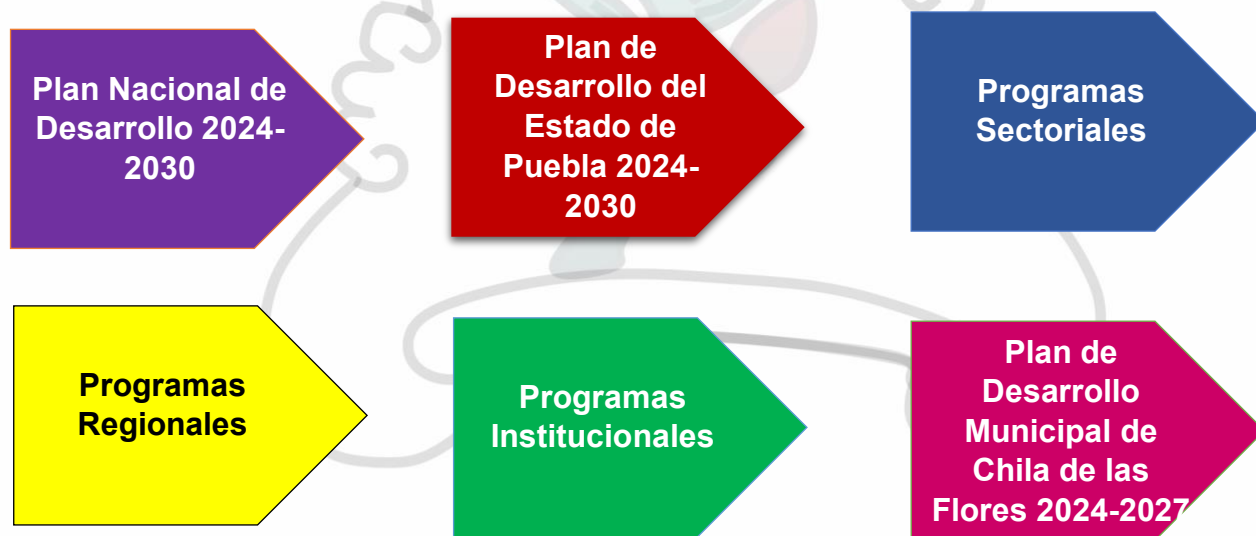 Plan Nacional de
Desarrollo 2024-
2030
Plan de
Desarrollo del
Estado de
Puebla 2024-
2030
Programas
Sectoriales
Programas
Regionales
Programas
Institucionales
Plan de
Desarrollo
Municipal de
Chila de las
Flores 2024-2027